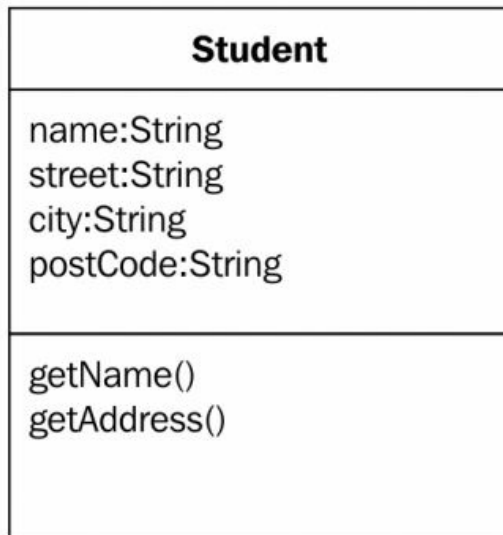 Student
name:String
street:String
city:String
postCode:String
getName()
getAddress()